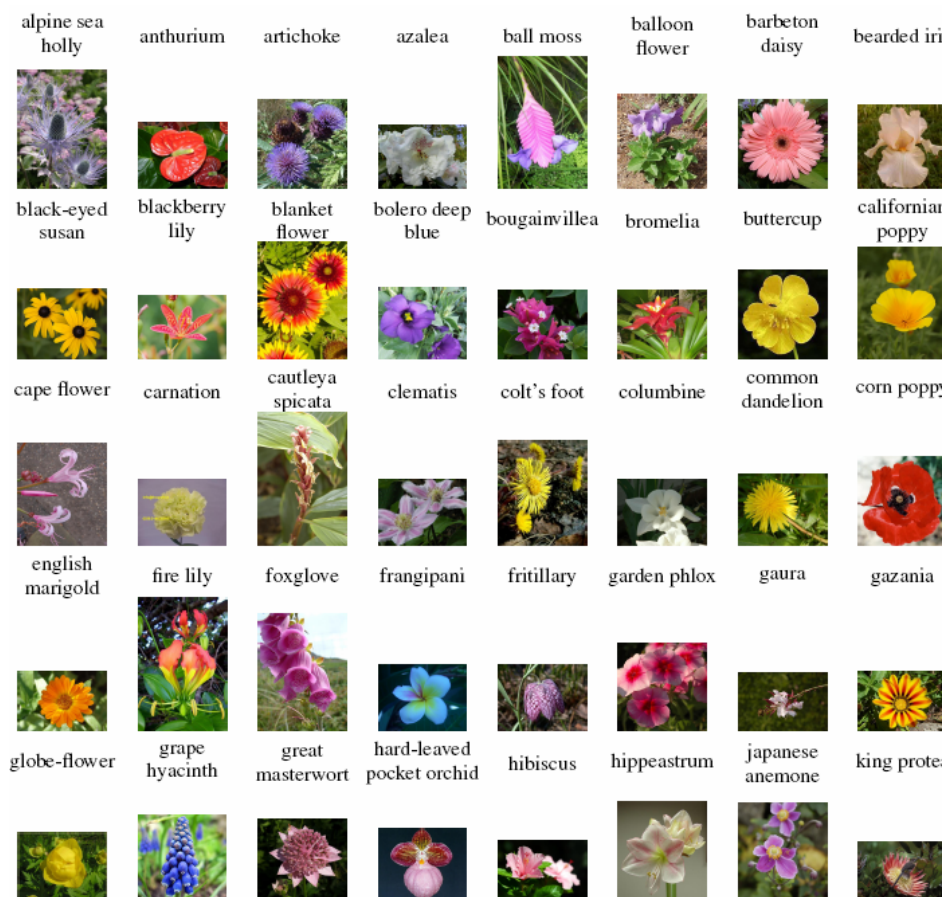 alpine sea
holly
anthurium
artichoke
azalea
ball moss
balloon
flower
barbeton
daisy
bearded iri
black-eyed
susan
blackberry
lily
blanket
flower
bolero deep
blue
bougainvillea
bromelia
buttercup
californian
poppy
cape flower
carnation
cautleya
spicata
clematis
colt's foot
columbine
common
dandelion
corn poppy
english
marigold
fire lily
foxglove
frangipani
fritillary
garden phlox
gaura
gazania
globe-flower
grape
hyacinth
great
masterwort
hard-leaved
pocket orchid
hibiscus
hippeastrum
japanese
anemone
king protea